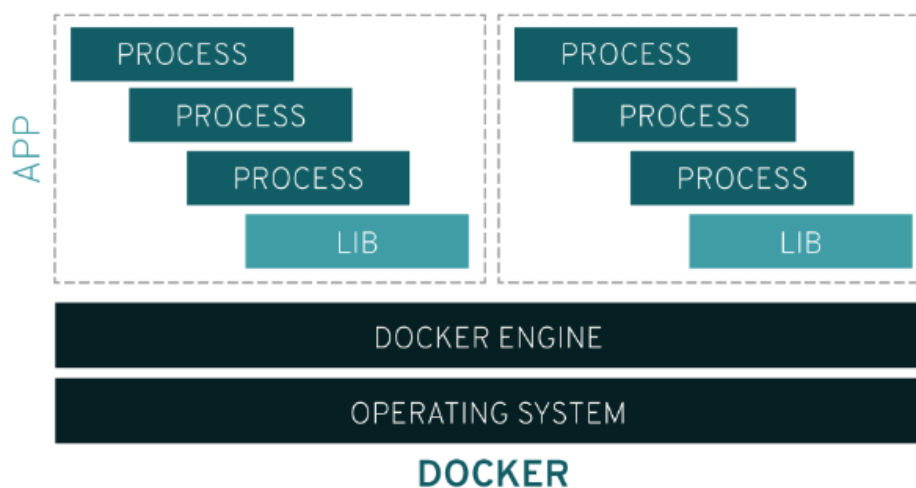 APP
PROCESS
PROCESS
PROCESS
LIB
PROCESS
PROCESS
PROCESS
LIB
DOCKER ENGINE
OPERATING SYSTEM
DOCKER